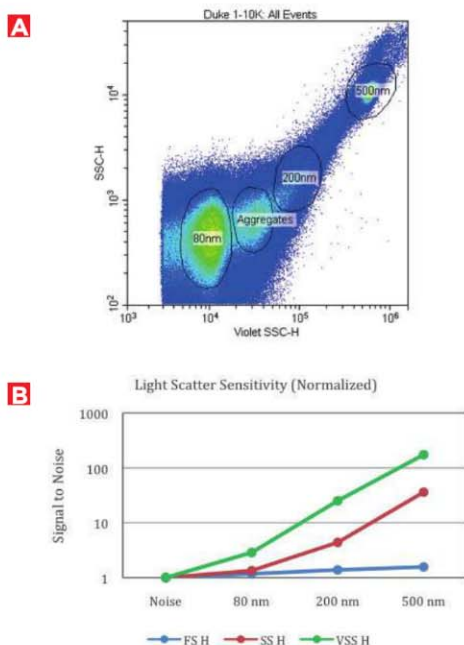 A
Duke 1-10K: All Events
SSC-H
10⁴
10³
10²
500nm
200nm
Aggregates
80nm
10³ 10⁴ 10⁵ 10⁶
Violet SSC-H
B
Light Scatter Sensitivity (Normalized)
Signal to Noise
1000
100
10
1
Noise 80 nm 200 nm 500 nm
FS H SS H VSS H